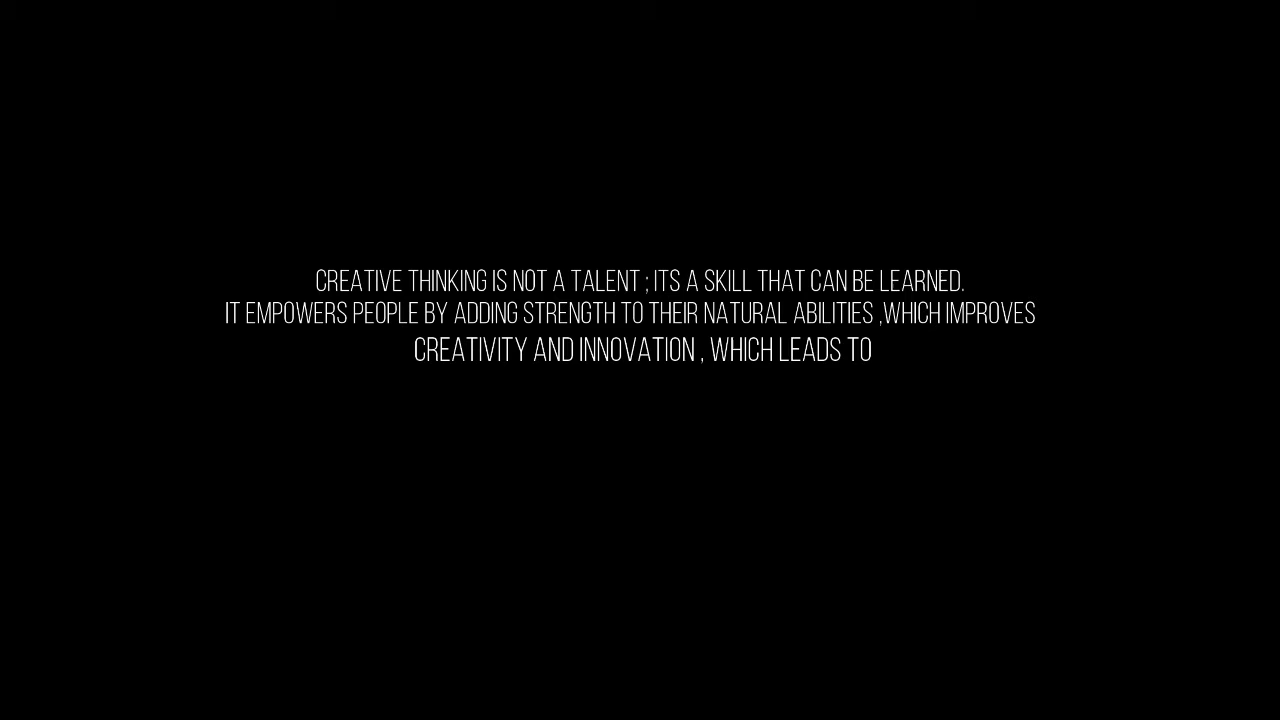 CREATIVE THINKING IS NOT A TALENT ; ITS A SKILL THAT CAN BE LEARNED.
IT EMPOWERS PEOPLE BY ADDING STRENGTH TO THEIR NATURAL ABILITIES ,WHICH IMPROVES
CREATIVITY AND INNOVATION , WHICH LEADS TO